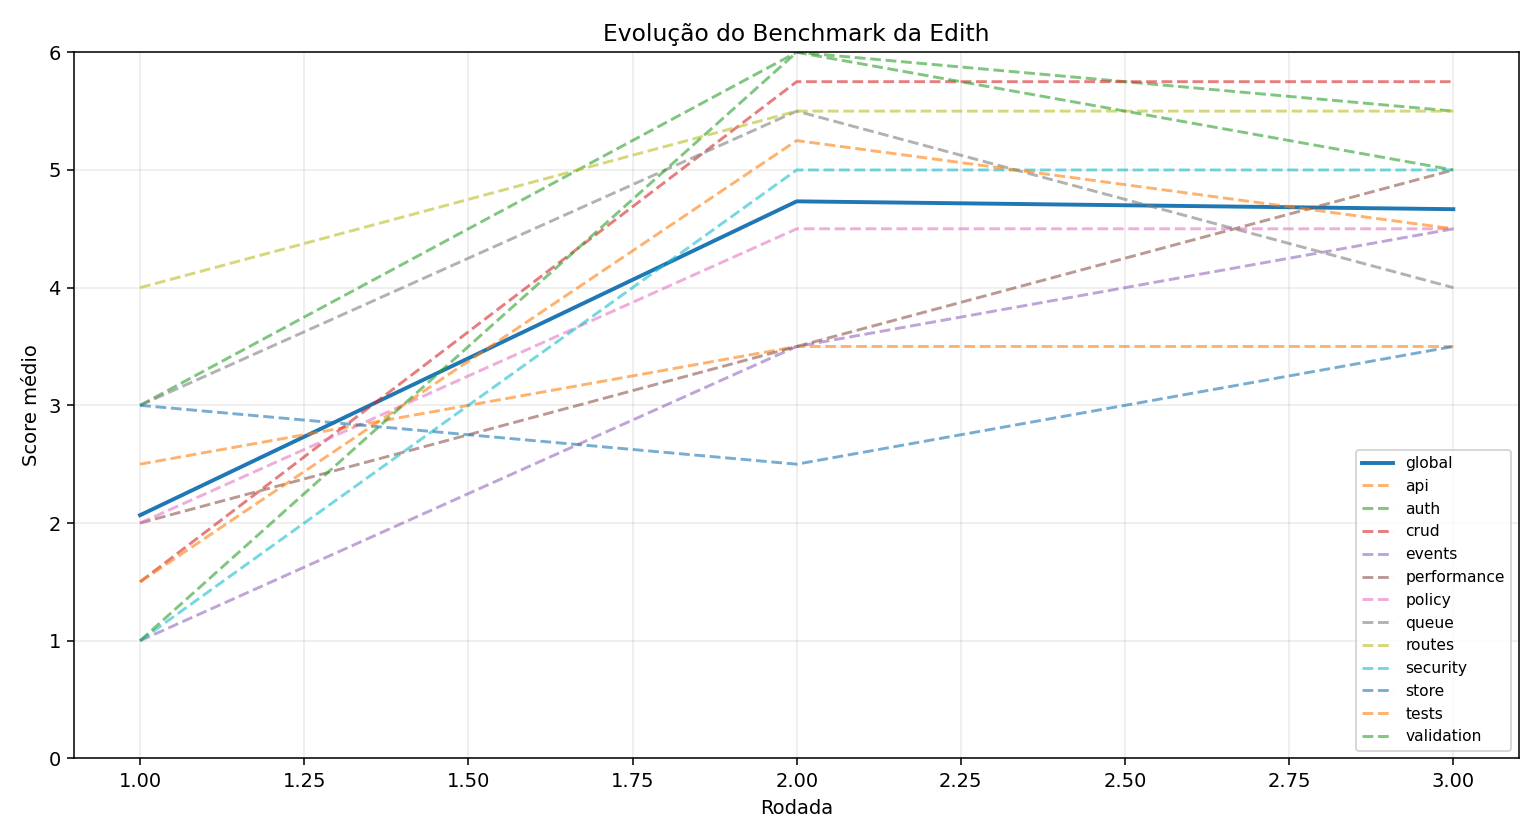 Evolução do Benchmark da Edith
Score médio
6
5
4
3
2
1
0
global
api
auth
crud
events
performance
policy
queue
routes
security
store
tests
validation
1.00 1.25 1.50 1.75 2.00 2.25 2.50 2.75 3.00
Rodada